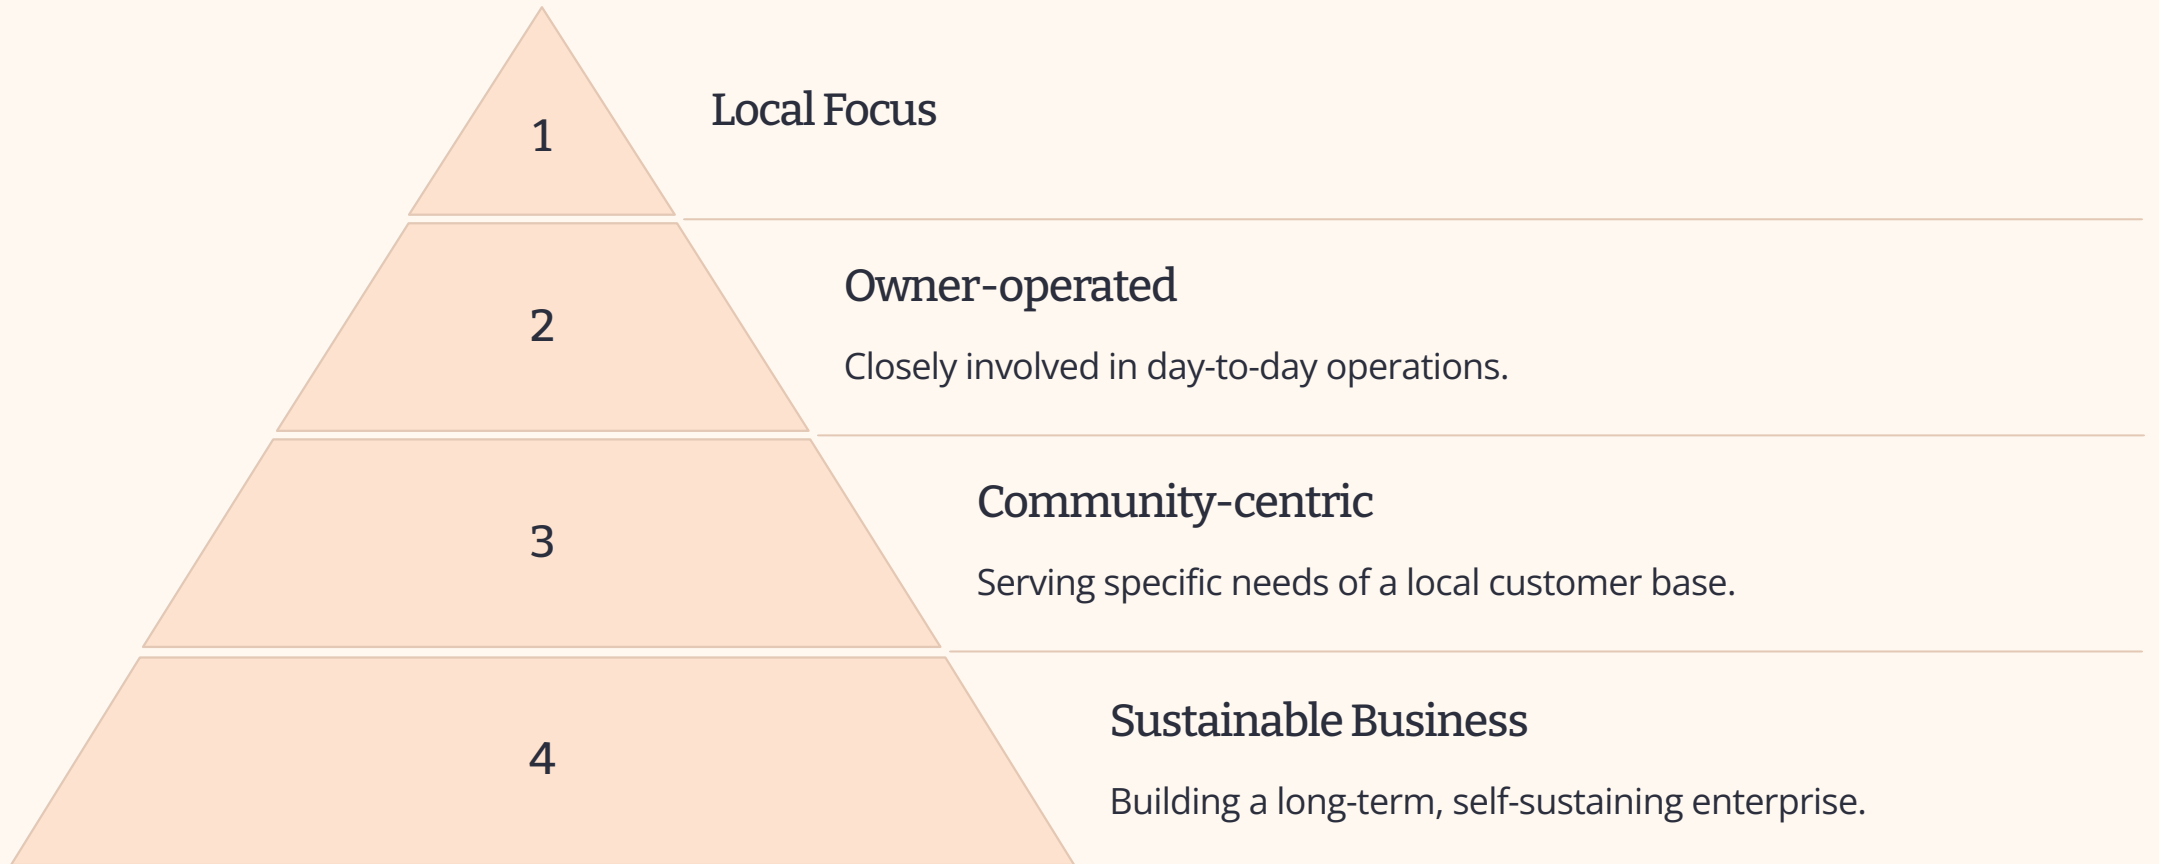 1
Local Focus
2
Owner-operated
Closely involved in day-to-day operations.
3
Community-centric
Serving specific needs of a local customer base.
4
Sustainable Business
Building a long-term, self-sustaining enterprise.